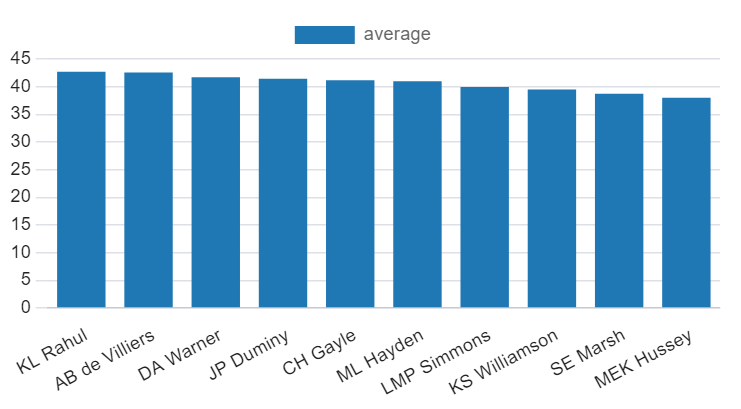 average
45
40
35
30
25
20
15
10
5
0
KL Rahul
AB de Villiers
DA Warner
JP Duminy
CH Gayle
ML Hayden
LMP Simmons
KS Williamson
SE Marsh
MEK Hussey